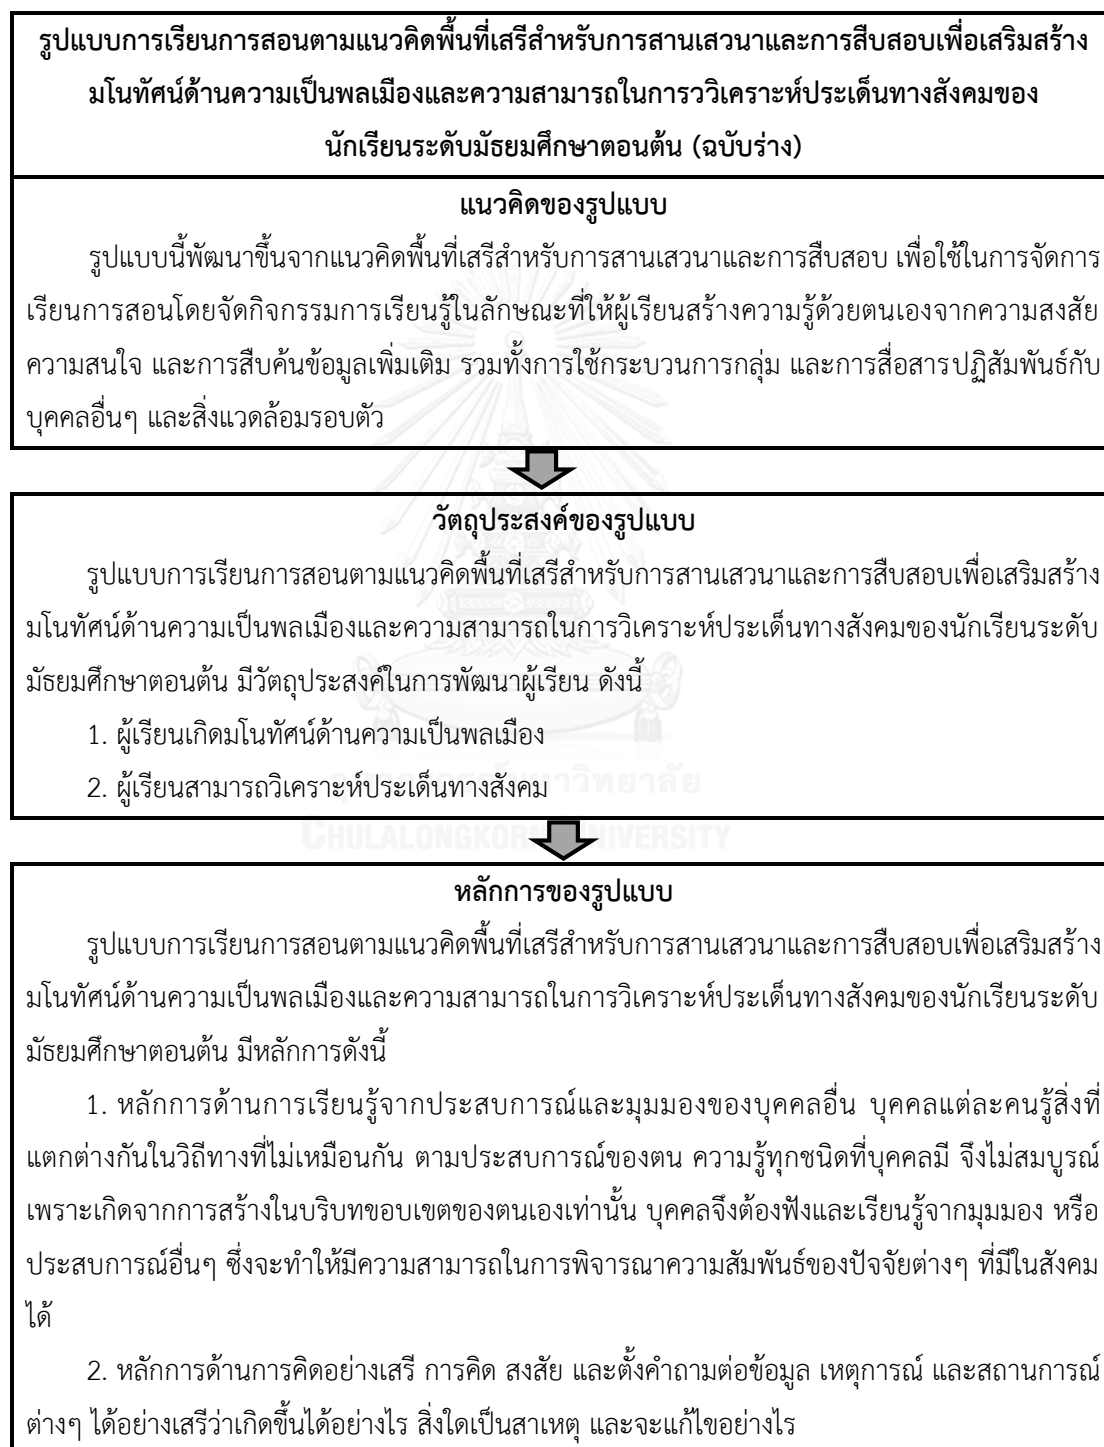 รูปแบบการเรียนการสอนตามแนวคิดพื้นที่เสรีสำหรับการสานเสวนาและการสืบสอบเพื่อเสริมสร้าง
มโนทัศน์ด้านความเป็นพลเมืองและความสามารถในการววิเคราะห์ประเด็นทางสังคมของ
นักเรียนระดับมัธยมศึกษาตอนต้น (ฉบับร่าง)
แนวคิดของรูปแบบ
รูปแบบนี้พัฒนาขึ้นจากแนวคิดพื้นที่เสรีสำหรับการสานเสวนาและการสืบสอบ เพื่อใช้ในการจัดการ
เรียนการสอนโดยจัดกิจกรรมการเรียนรู้ในลักษณะที่ให้ผู้เรียนสร้างความรู้ด้วยตนเองจากความสงสัย
ความสนใจ และการสืบค้นข้อมูลเพิ่มเติม รวมทั้งการใช้กระบวนการกลุ่ม และการสื่อสารปฏิสัมพันธ์กับ
บุคคลอื่นๆ และสิ่งแวดล้อมรอบตัว
วัตถุประสงค์ของรูปแบบ
รูปแบบการเรียนการสอนตามแนวคิดพื้นที่เสรีสำหรับการสานเสวนาและการสืบสอบเพื่อเสริมสร้าง
มโนทัศน์ด้านความเป็นพลเมืองและความสามารถในการวิเคราะห์ประเด็นทางสังคมของนักเรียนระดับ
มัธยมศึกษาตอนต้น มีวัตถุประสงค์ในการพัฒนาผู้เรียน ดังนี้
1. ผู้เรียนเกิดมโนทัศน์ด้านความเป็นพลเมือง
2. ผู้เรียนสามารถวิเคราะห์ประเด็นทางสังคม
CHULALONGKORN UNIVERSITY
หลักการของรูปแบบ
รูปแบบการเรียนการสอนตามแนวคิดพื้นที่เสรีสำหรับการสานเสวนาและการสืบสอบเพื่อเสริมสร้าง
มโนทัศน์ด้านความเป็นพลเมืองและความสามารถในการวิเคราะห์ประเด็นทางสังคมของนักเรียนระดับ
มัธยมศึกษาตอนต้น มีหลักการดังนี้
1. หลักการด้านการเรียนรู้จากประสบการณ์และมุมมองของบุคคลอื่น บุคคลแต่ละคนรู้สิ่งที่
แตกต่างกันในวิถีทางที่ไม่เหมือนกัน ตามประสบการณ์ของตน ความรู้ทุกชนิดที่บุคคลมี จึงไม่สมบูรณ์
เพราะเกิดจากการสร้างในบริบทขอบเขตของตนเองเท่านั้น บุคคลจึงต้องฟังและเรียนรู้จากมุมมอง หรือ
ประสบการณ์อื่นๆ ซึ่งจะทำให้มีความสามารถในการพิจารณาความสัมพันธ์ของปัจจัยต่างๆ ที่มีในสังคม
ได้
2. หลักการด้านการคิดอย่างเสรี การคิด สงสัย และตั้งคำถามต่อข้อมูล เหตุการณ์ และสถานการณ์
ต่างๆ ได้อย่างเสรีว่าเกิดขึ้นได้อย่างไร สิ่งใดเป็นสาเหตุ และจะแก้ไขอย่างไร